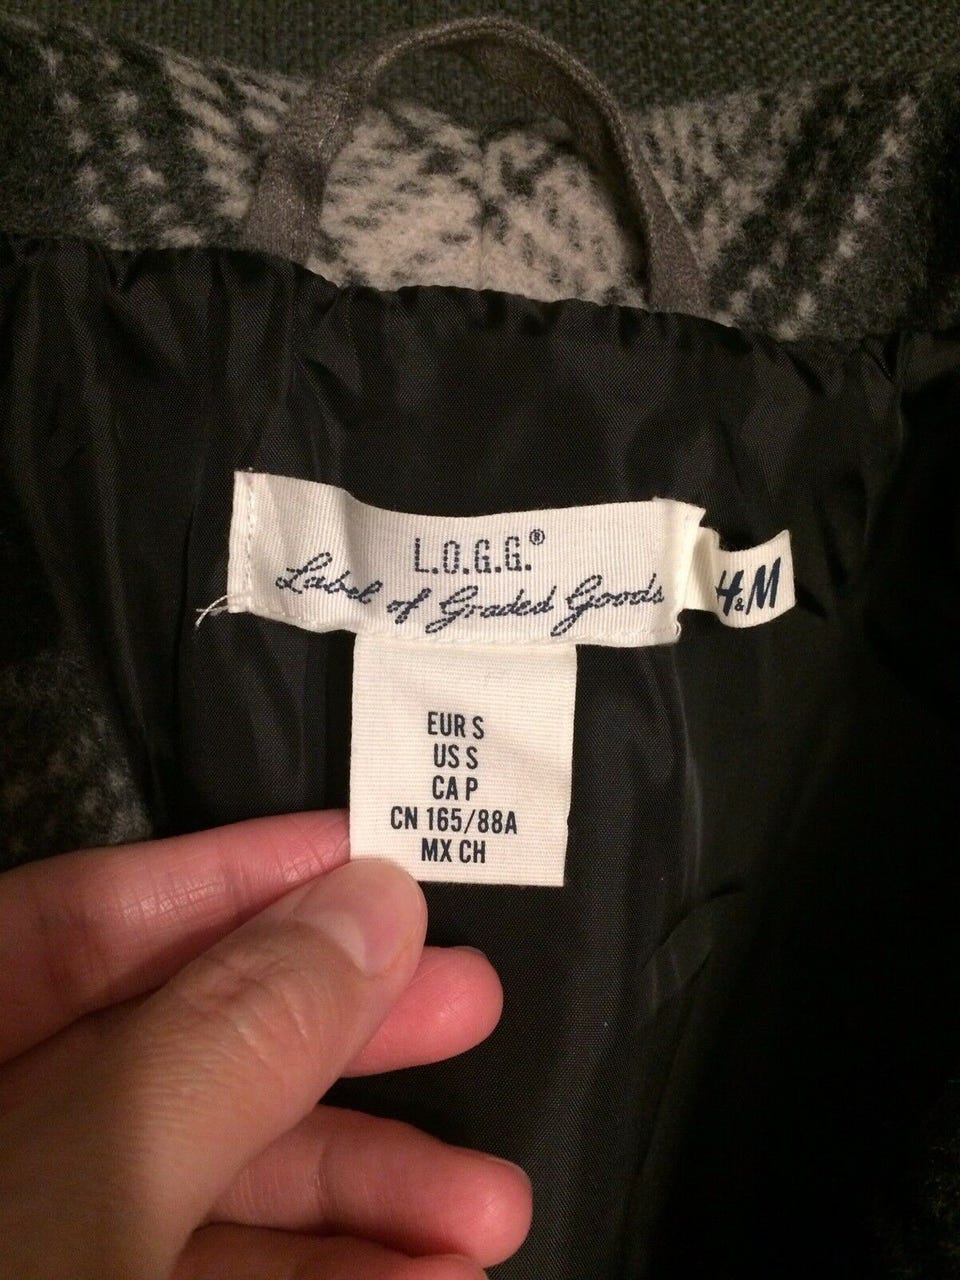 L.O.G.G.®
Label of Graded Goods
H&M
EUR S
US S
CA P
CN 165/88A
MX CH